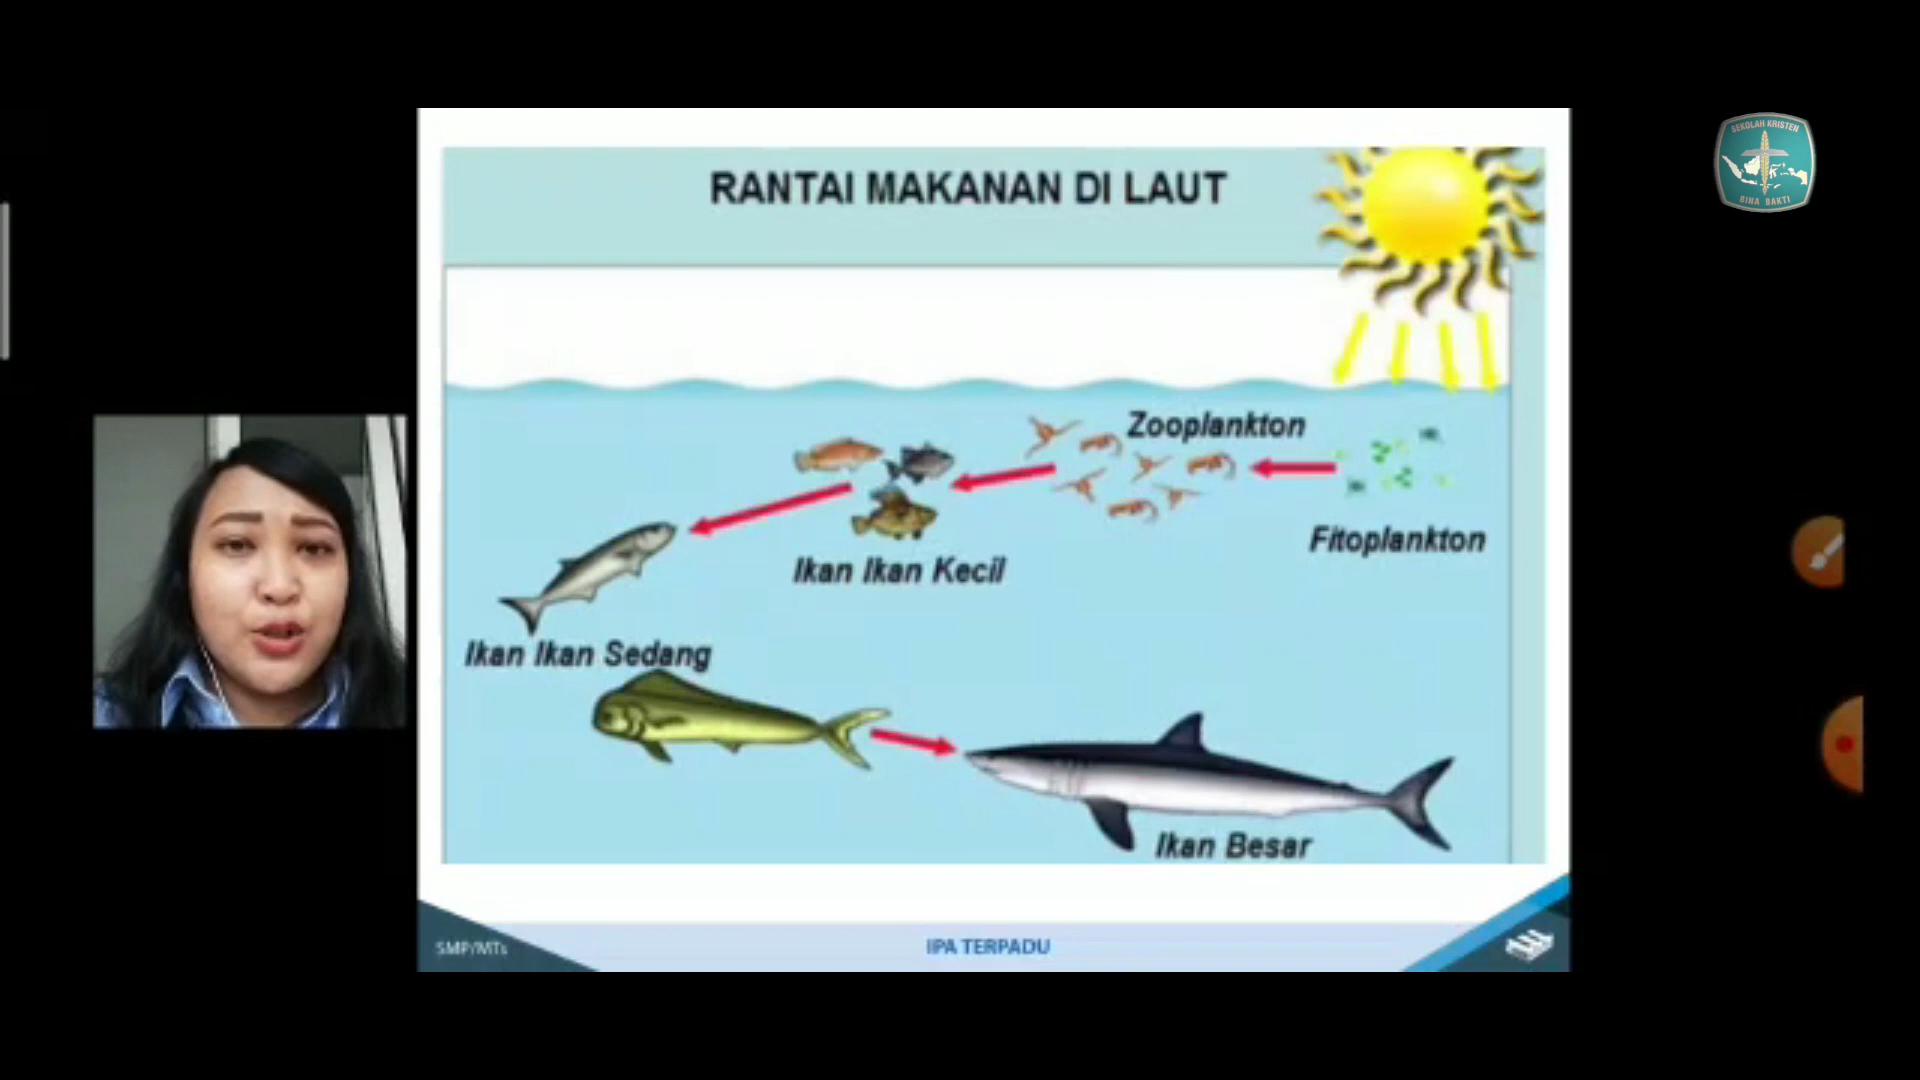 RANTAI MAKANAN DI LAUT
SEKOLAH KRISTEN
BINA BAKTI
Zooplankton
Fitoplankton
Ikan Ikan Kecil
Ikan Ikan Sedang
Ikan Besar
SMP/MTs
IPA TERPADU